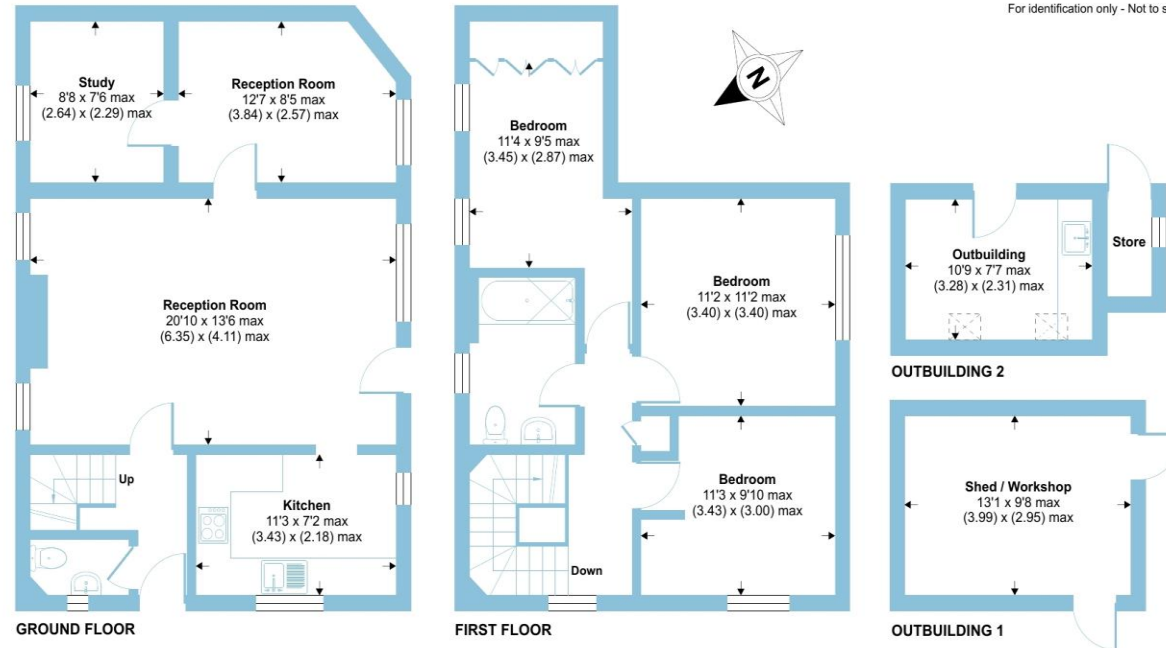 For identification only - Not to s
Study
8'8 x 7'6 max
(2.64) x (2.29) max
Reception Room
12'7 x 8'5 max
(3.84) x (2.57) max
Reception Room
20'10 x 13'6 max
(6.35) x (4.11) max
Up
Kitchen
11'3 x 7'2 max
(3.43) x (2.18) max
GROUND FLOOR
Bedroom
11'4 x 9'5 max
(3.45) x (2.87) max
N
Bedroom
11'2 x 11'2 max
(3.40) x (3.40) max
Bedroom
11'3 x 9'10 max
(3.43) x (3.00) max
Down
FIRST FLOOR
Outbuilding
10'9 x 7'7 max
(3.28) x (2.31) max
Store
OUTBUILDING 2
Shed / Workshop
13'1 x 9'8 max
(3.99) x (2.95) max
OUTBUILDING 1